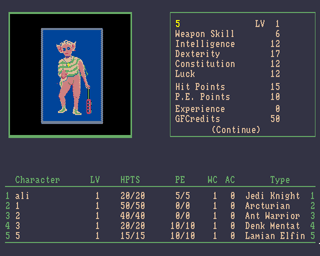 5 LV 1
Weapon Skill 6
Intelligence 12
Dexterity 17
Constitution 12
Luck 12
Hit Points 15
P.E. Points 10
Experience 0
GFCredits 50
(Continue)
Character LV HPTS PE WC AC Type
1 ali 1 20/20 5/5 1 0 Jedi Knight 1
2 1 1 50/50 0/0 1 0 Arcturian 2
3 2 1 40/40 0/0 1 0 Ant Warrior 3
4 3 1 20/20 10/10 1 0 Denk Mentat 4
5 5 1 15/15 10/10 1 0 Lamian Elfin 5